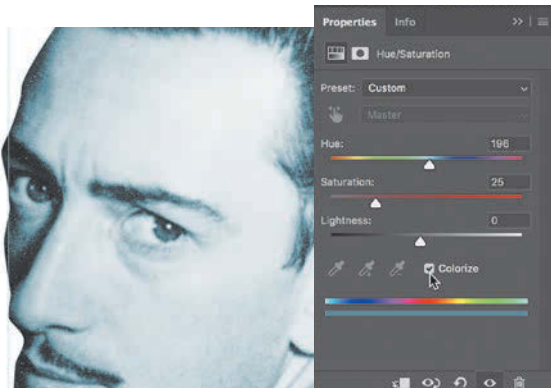 Properties Info
Hue/Saturation
Preset: Custom
Master
Hue: 196
Saturation: 25
Lightness: 0
Colorize